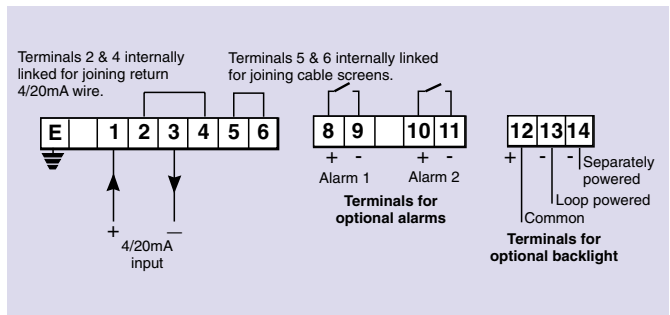 Terminals 2 & 4 internally
linked for joining return
4/20mA wire.
Terminals 5 & 6 internally linked
for joining cable screens.
E 1 2 3 4 5 6
8 9 10 11
12 13 14
+ - + -
Alarm 1 Alarm 2
Terminals for
optional alarms
+ - -
Separately
powered
Loop powered
Common
Terminals for
optional backlight
+ —
4/20mA
input